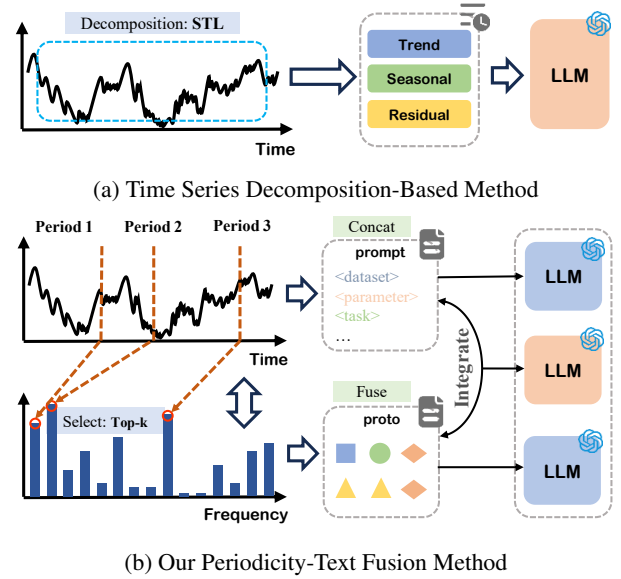 Decomposition: STL
Trend
Seasonal
Residual
LLM
Time
(a) Time Series Decomposition-Based Method
Period 1 Period 2 Period 3
Concat
prompt
<dataset>
<parameter>
<task>
...
LLM
Time
Integrate
LLM
Select: Top-k
Fuse
proto
LLM
Frequency
(b) Our Periodicity-Text Fusion Method